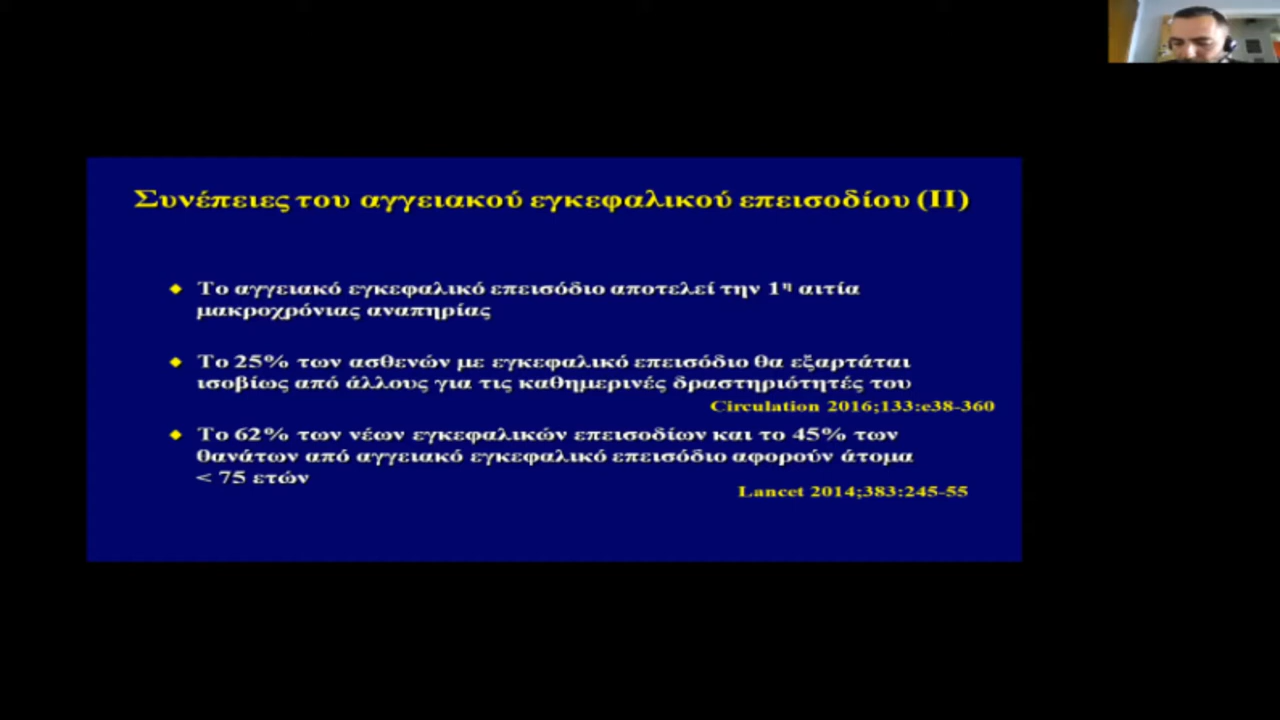 Συνέπειες του αγγειακού εγκεφαλικού επεισοδίου (ΙΙ)
◆ Το αγγειακό εγκεφαλικό επεισόδιο αποτελεί την 1η αιτία
μακροχρόνιας αναπηρίας
◆ Το 25% των ασθενών με εγκεφαλικό επεισόδιο θα εξαρτάται
ισοβίως από άλλους για τις καθημερινές δραστηριότητές του
Circulation 2016;133:e38-360
◆ Το 62% των νέων εγκεφαλικών επεισοδίων και το 45% των
θανάτων από αγγειακό εγκεφαλικό επεισόδιο αφορούν άτομα
< 75 ετών
Lancet 2014;383:245-55